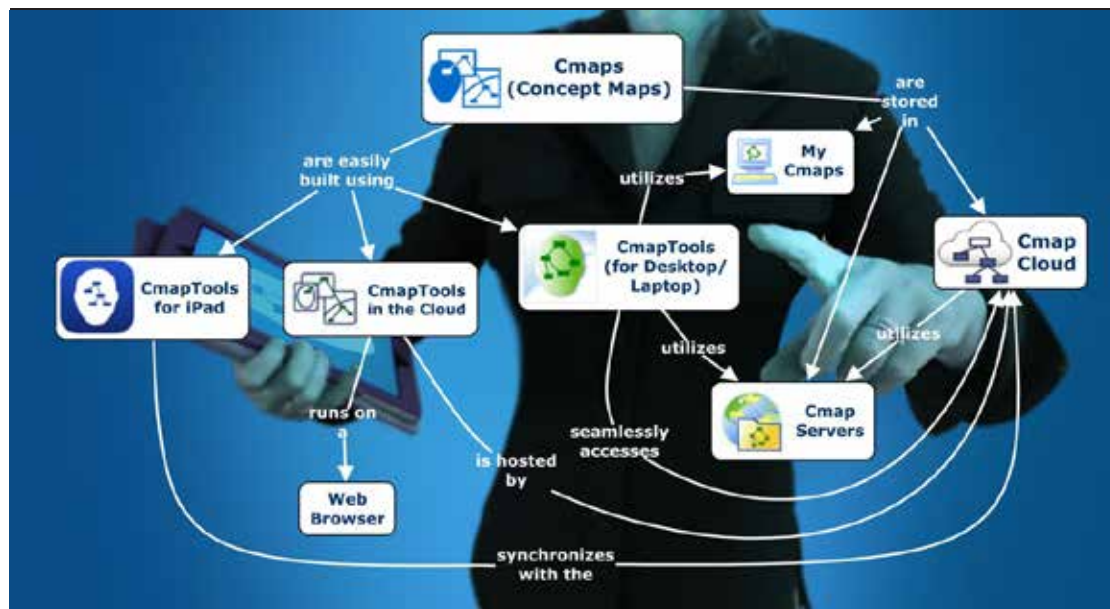 Cmaps
(Concept Maps)
are
stored
in
My
Cmaps
are easily
built using
utilizes
CmapTools
(for Desktop/
Laptop)
Cmap
Cloud
CmapTools
for iPad
CmapTools
in the Cloud
utilizes
utilizes
Cmap
Servers
runs on
a
seamlessly
accesses
is hosted
by
Web
Browser
synchronizes
with the